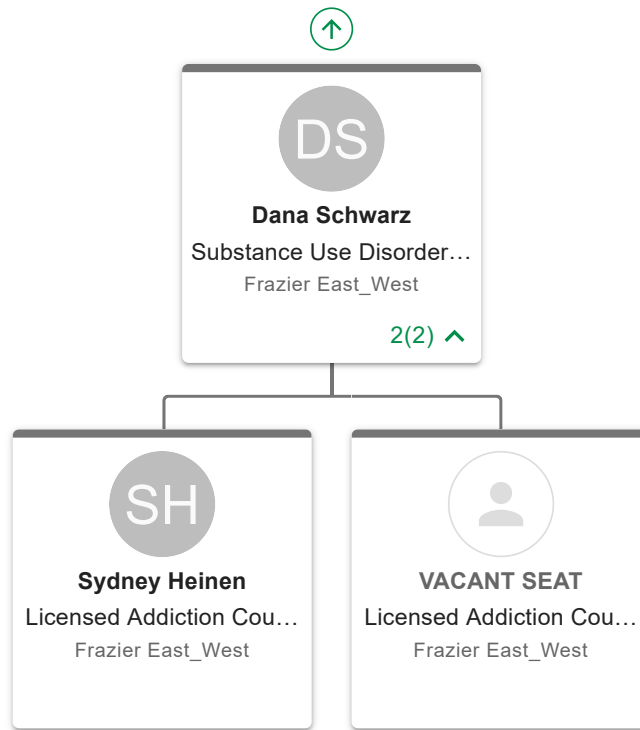 DS
Dana Schwarz
Substance Use Disorder…
Frazier East_West
2(2)
SH
Sydney Heinen
Licensed Addiction Cou…
Frazier East_West
VACANT SEAT
Licensed Addiction Cou…
Frazier East_West